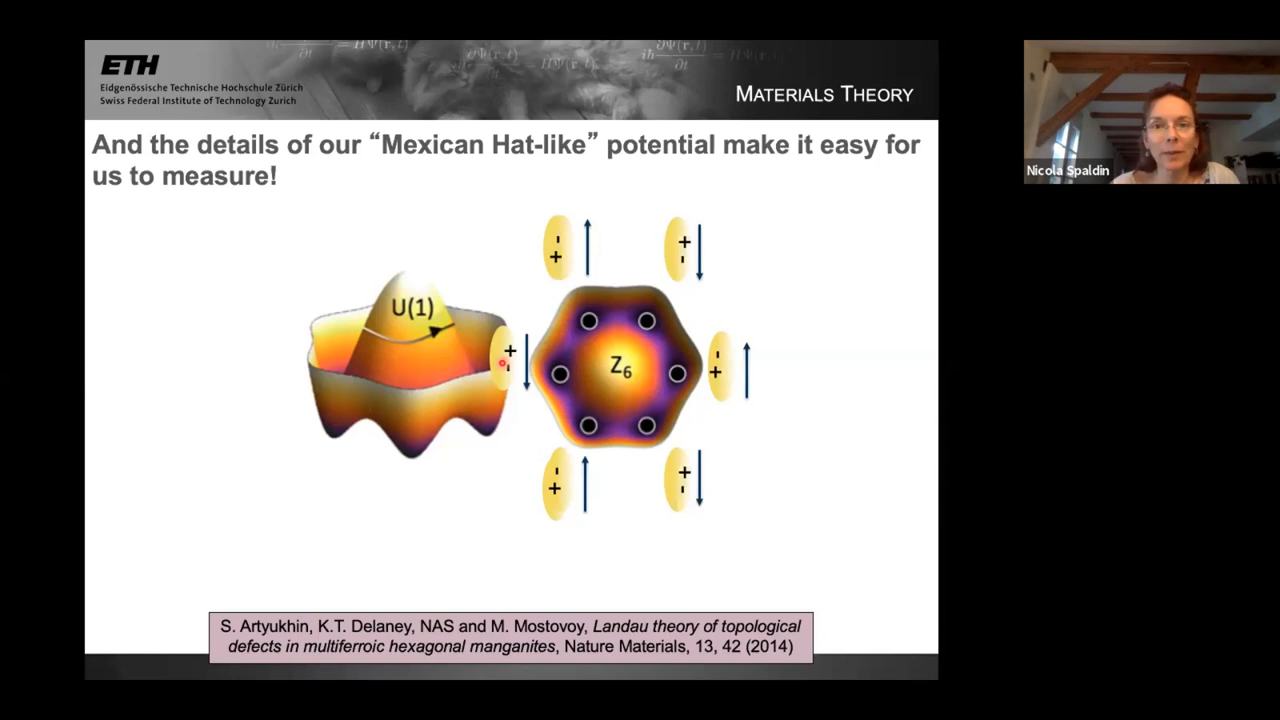 ETH
Eidgenössische Technische Hochschule Zürich
Swiss Federal Institute of Technology Zurich
MATERIALS THEORY
And the details of our “Mexican Hat-like” potential make it easy for
us to measure!
Nicola Spaldin
- +
+ -
U(1)
+ -
Z6
- +
- +
+ -
S. Artyukhin, K.T. Delaney, NAS and M. Mostovoy, Landau theory of topological
defects in multiferroic hexagonal manganites, Nature Materials, 13, 42 (2014)